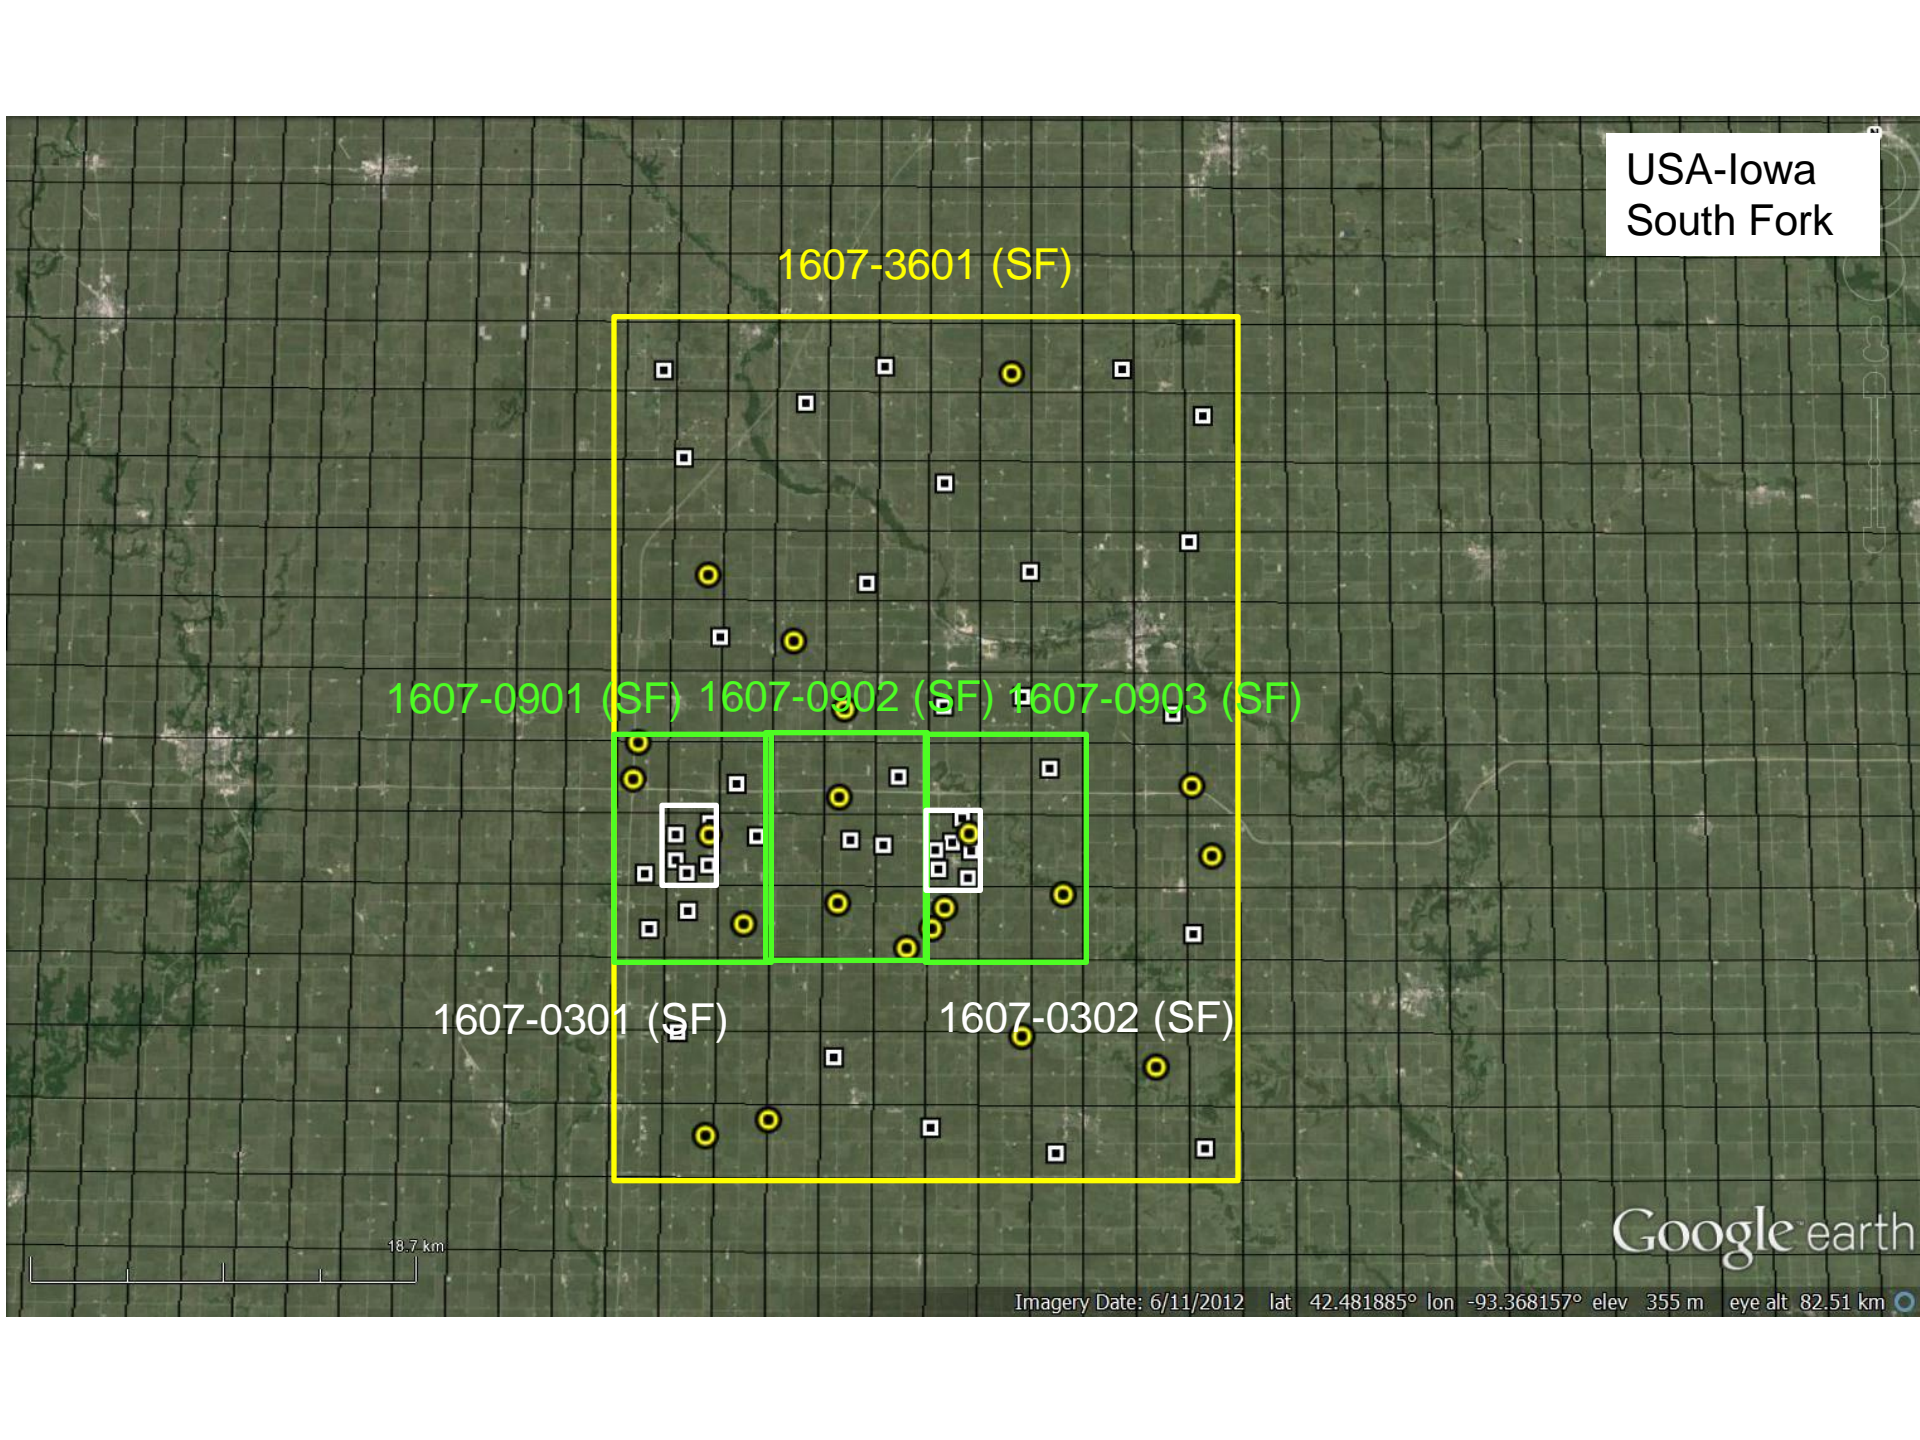 N
USA-Iowa
South Fork
1607-3601 (SF)
1607-0901 (SF) 1607-0902 (SF) 1607-0903 (SF)
1607-0301 (SF) 1607-0302 (SF)
18.7 km
Google earth
Imagery Date: 6/11/2012 lat 42.481885° lon -93.368157° elev 355 m eye alt 82.51 km